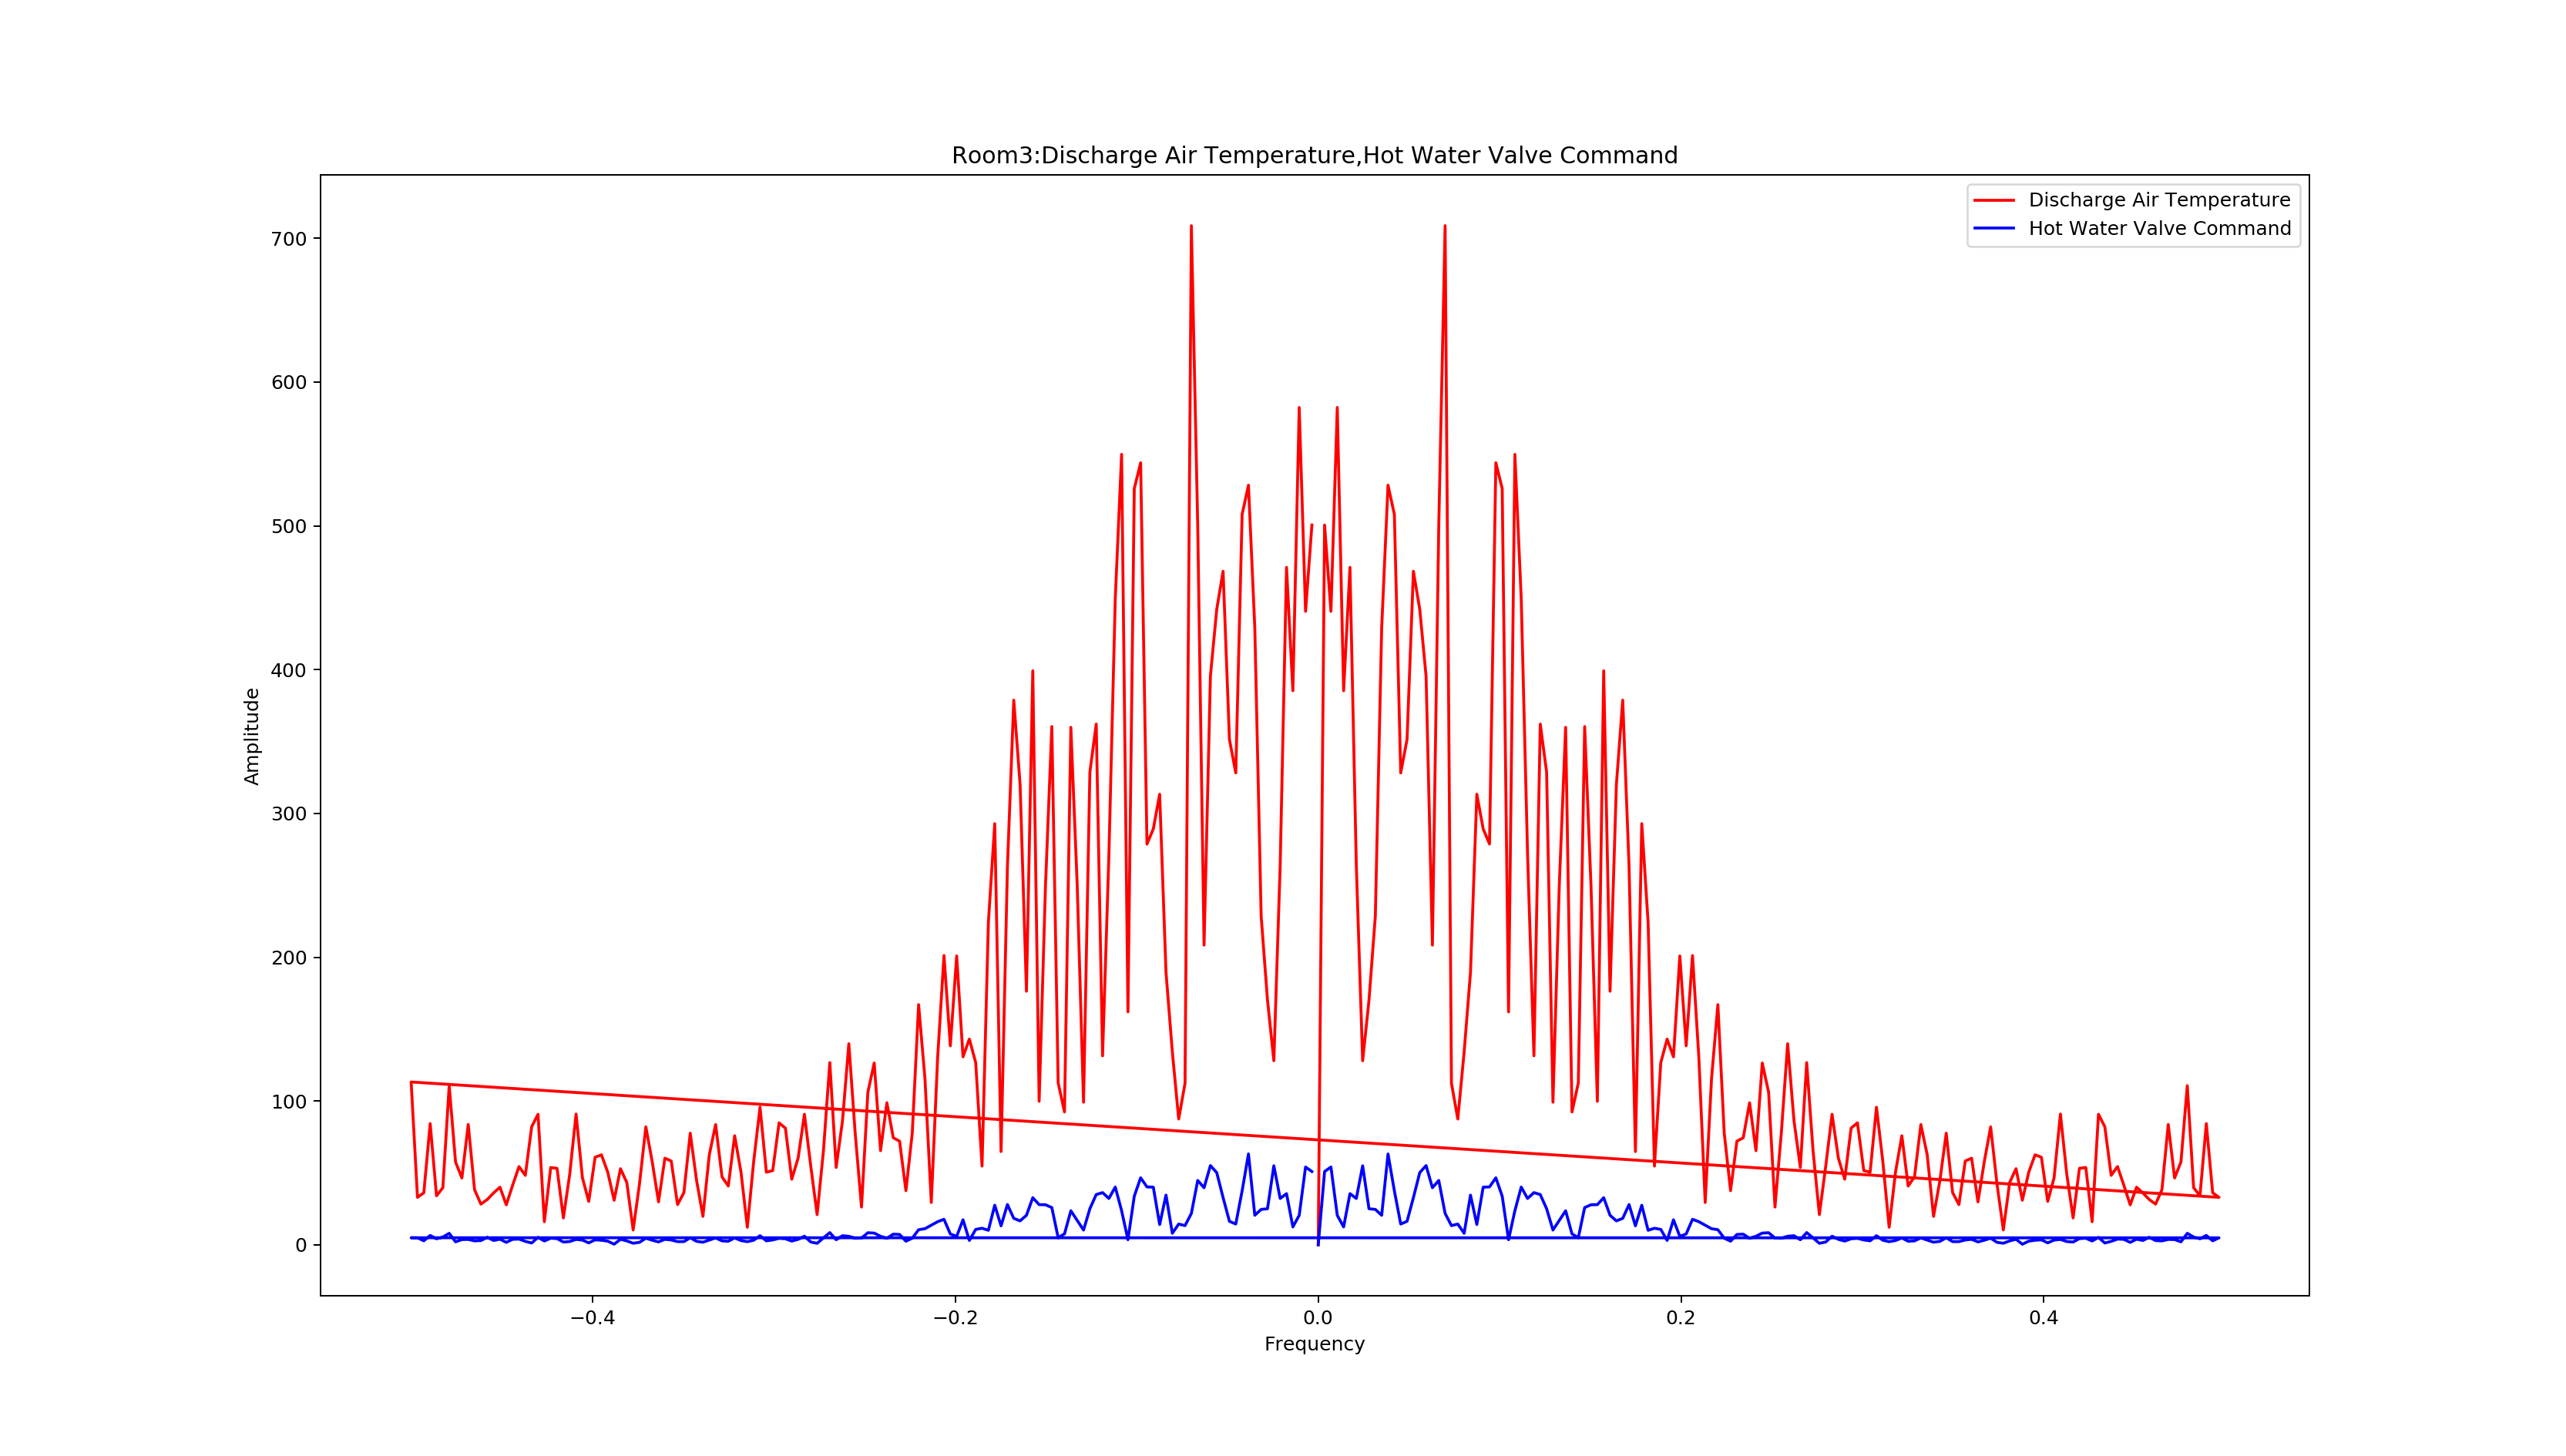 Room3:Discharge Air Temperature,Hot Water Valve Command
Discharge Air Temperature
Hot Water Valve Command
700
600
500
400
300
200
100
0
Amplitude
−0.4
−0.2
0.0
0.2
0.4
Frequency